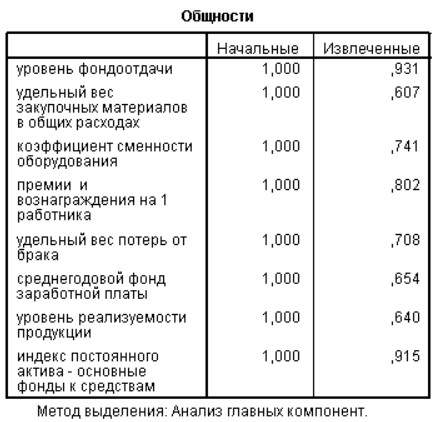 Общности
Начальные Извлеченные
уровень фондоотдачи 1,000 ,931
удельный вес 1,000 ,607
закупочных материалов
в общих расходах
коэффициент сменности 1,000 ,741
оборудования
премии и 1,000 ,802
вознаграждения на 1
работника
удельный вес потерь от 1,000 ,708
брака
среднегодовой фонд 1,000 ,654
заработной платы
уровень реализуемости 1,000 ,640
продукции
индекс постоянного 1,000 ,915
актива - основные
фонды к средствам
Метод выделения: Анализ главных компонент.